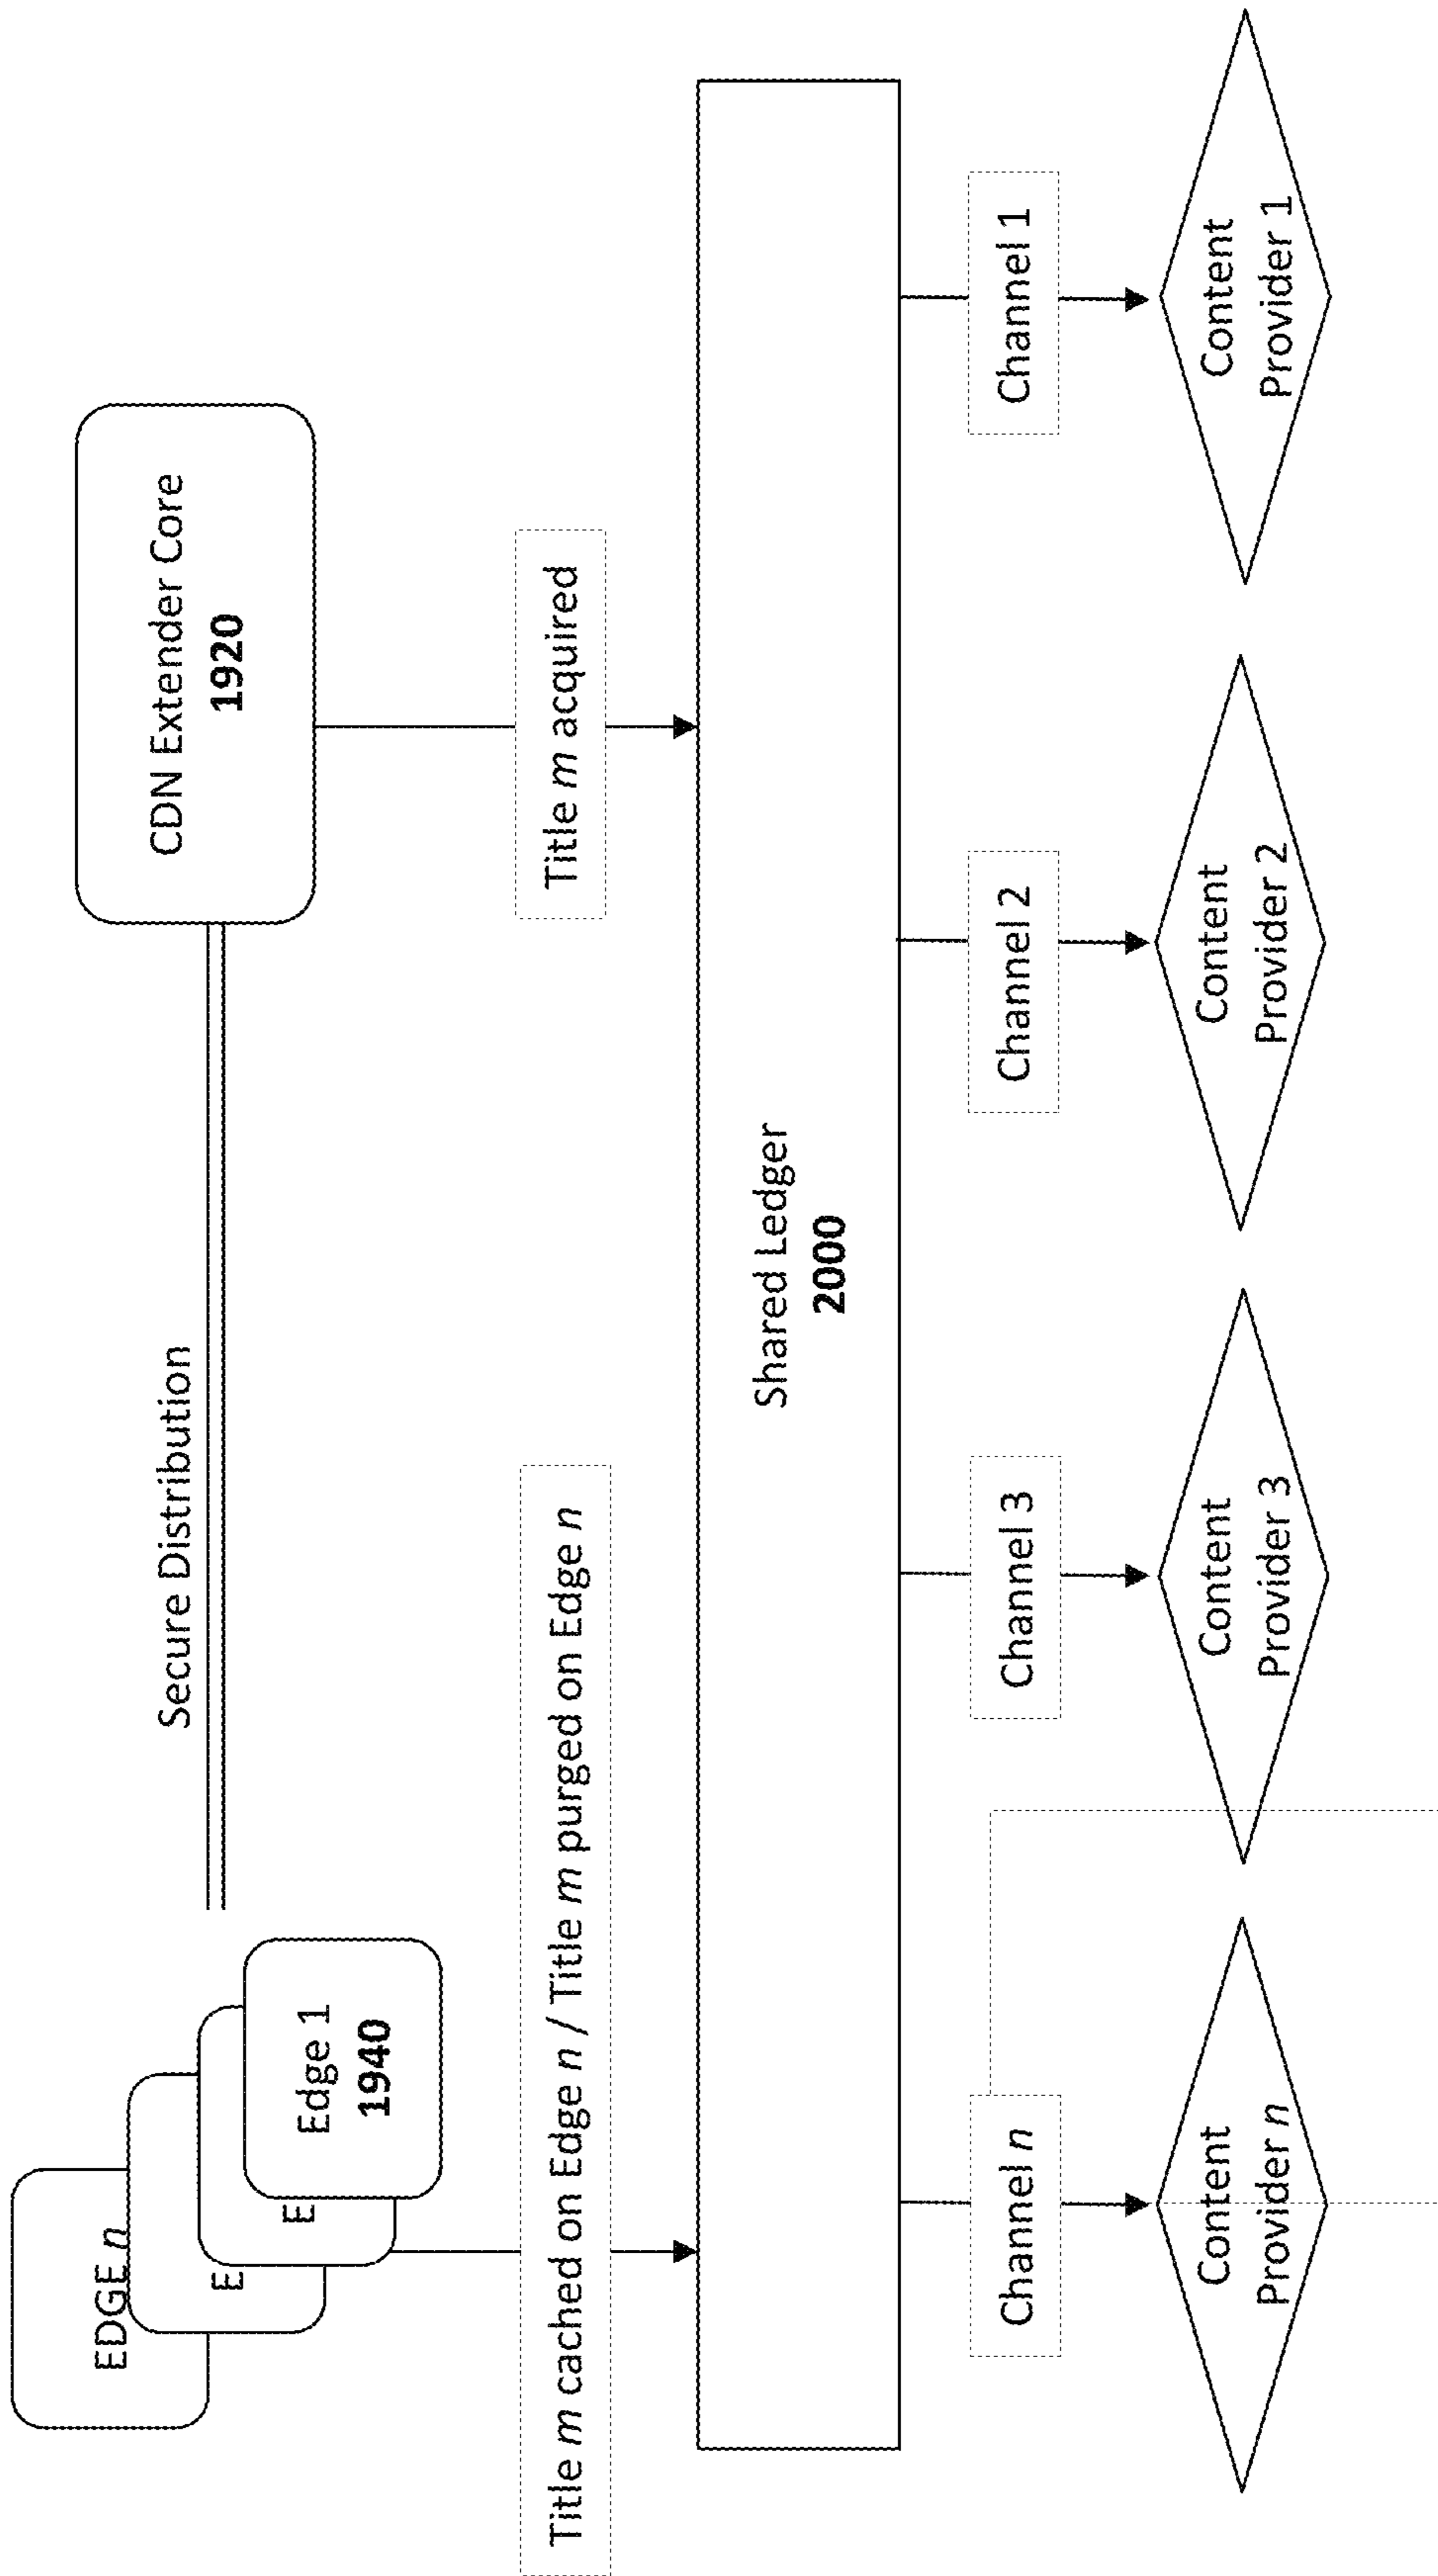 EDGE n
E
E
Edge 1
1940
Secure Distribution
CDN Extender Core
1920
Title m cached on Edge n / Title m purged on Edge n
Title m acquired
Shared Ledger
2000
Channel n
Channel 3
Channel 2
Channel 1
Content
Provider n
Content
Provider 3
Content
Provider 2
Content
Provider 1